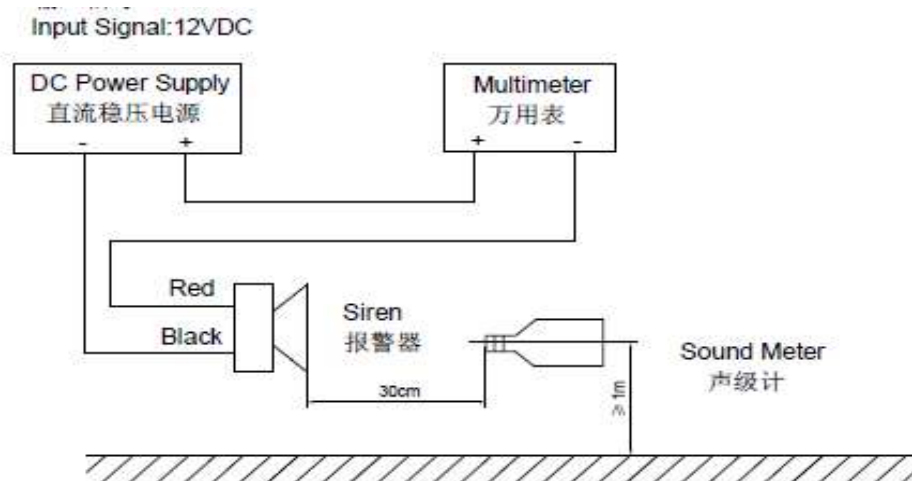 Input Signal:12VDC
DC Power Supply
直流稳压电源
- +
Multimeter
万用表
+ -
Red
Black
Siren
报警器
30cm
≥1m
Sound Meter
声级计